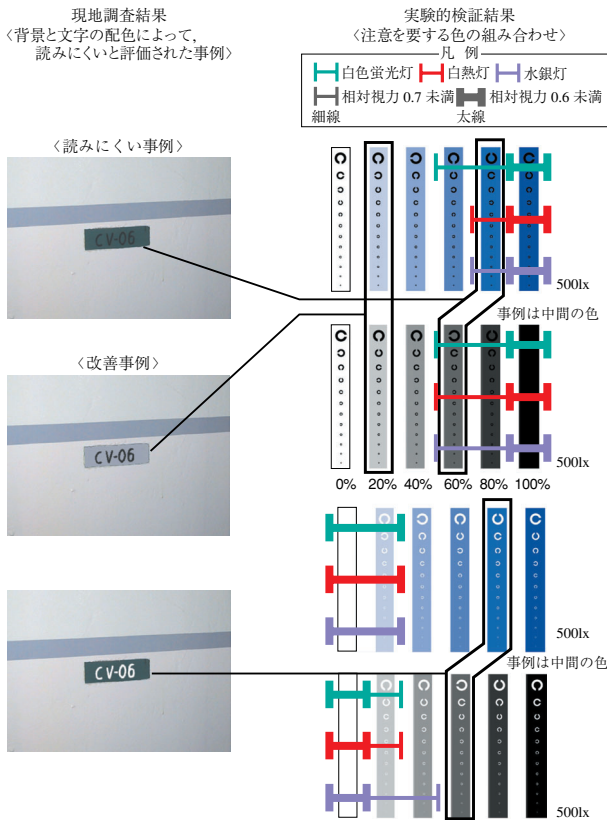 現地調査結果
〈背景と文字の配色によって,
読みにくいと評価された事例〉
実験的検証結果
〈注意を要する色の組み合わせ〉
凡 例
白色蛍光灯 白熱灯 水銀灯
相対視力 0.7 未満 相対視力 0.6 未満
細線 太線
〈読みにくい事例〉
CV-06
500lx
事例は中間の色
〈改善事例〉
CV-06
500lx
0% 20% 40% 60% 80% 100%
500lx
事例は中間の色
CV-06
500lx